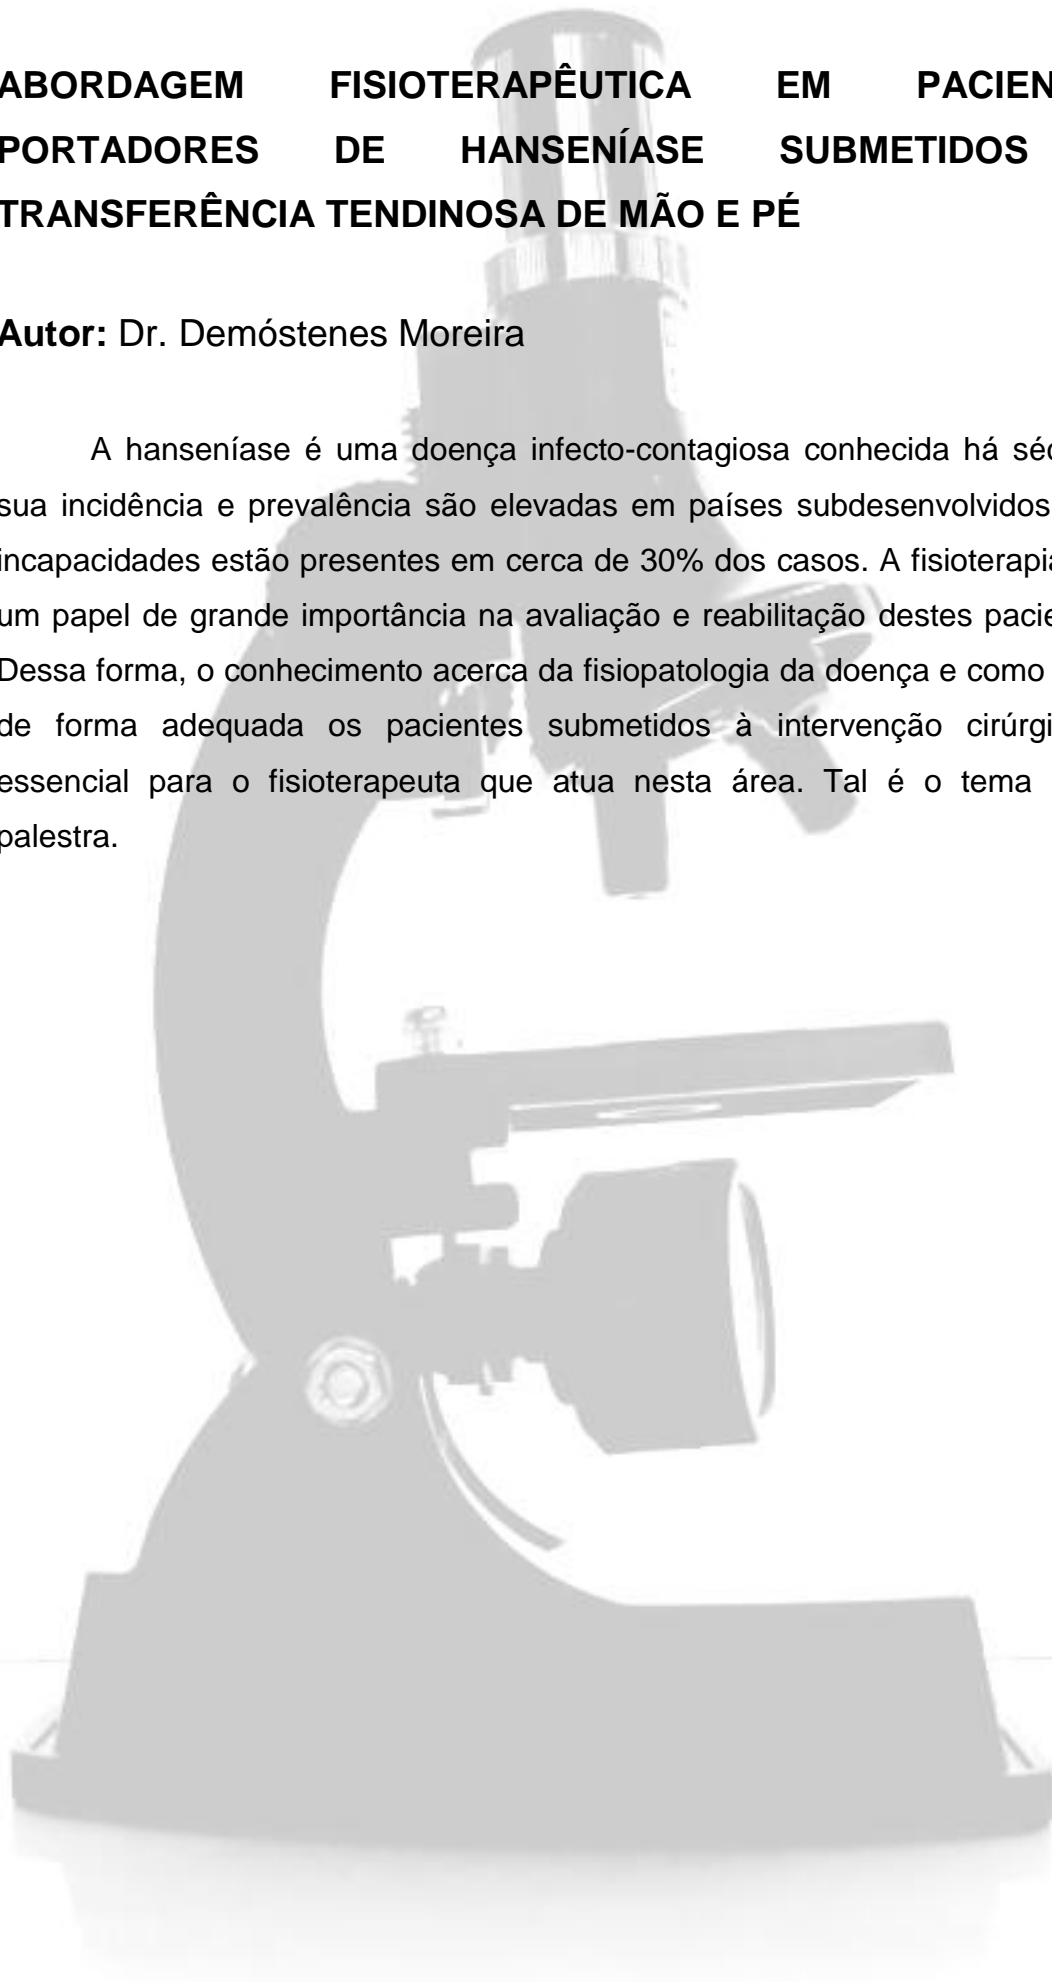 ABORDAGEM FISIOTERAPÊUTICA EM PACIEN
PORTADORES DE HANSENÍASE SUBMETIDOS
TRANSFERÊNCIA TENDINOSA DE MÃO E PÉ
Autor: Dr. Demóstenes Moreira
A hanseníase é uma doença infecto-contagiosa conhecida há séc
sua incidência e prevalência são elevadas em países subdesenvolvidos
incapacidades estão presentes em cerca de 30% dos casos. A fisioterapia
um papel de grande importância na avaliação e reabilitação destes pacie
Dessa forma, o conhecimento acerca da fisiopatologia da doença e como
de forma adequada os pacientes submetidos à intervenção cirúrgi
essencial para o fisioterapeuta que atua nesta área. Tal é o tema
palestra.